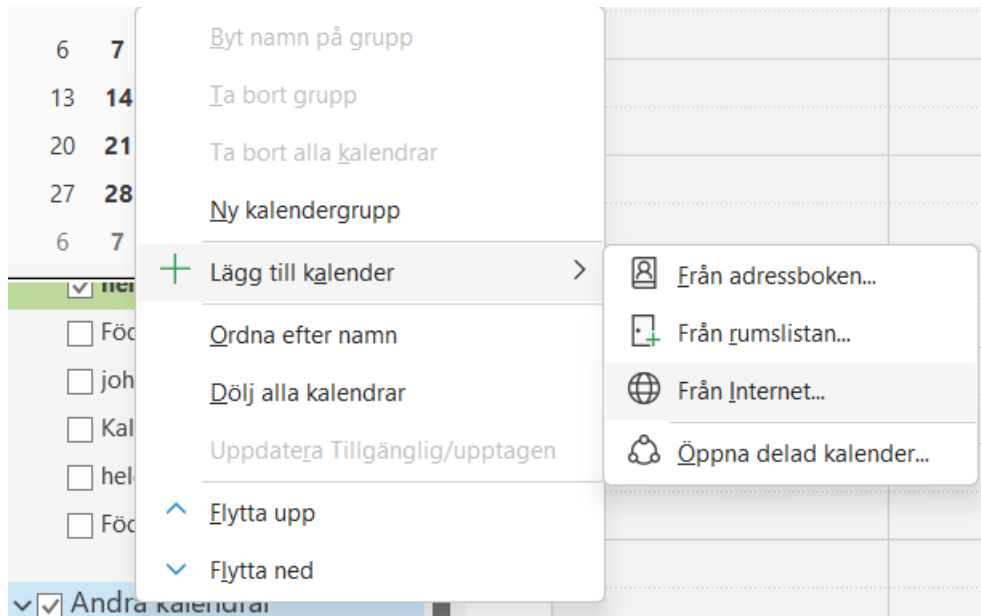 6 7
13 14
20 21
27 28
6 7
Byt namn på grupp
Ta bort grupp
Ta bort alla kalendrar
Ny kalendergrupp
Lägg till kalender
Ordna efter namn
Dölj alla kalendrar
Uppdatera Tillgänglig/upptagen
Flytta upp
Flytta ned
Från adressboken...
Från rumslistan...
Från Internet...
Öppna delad kalender...
Föd
joh
Kal
hel
Föd
Andra kalendrar